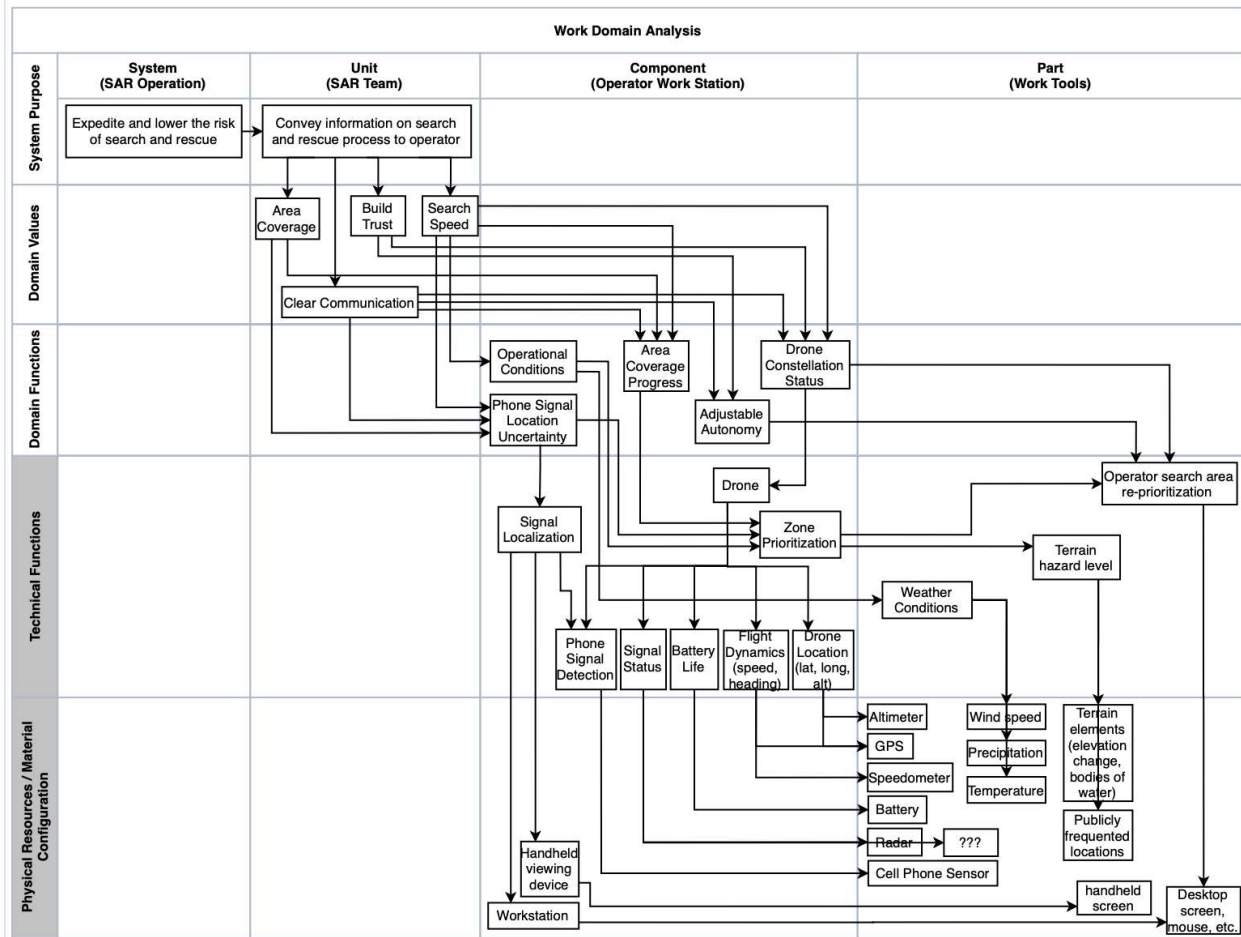 Work Domain Analysis
System
(SAR Operation)
Unit
(SAR Team)
Component
(Operator Work Station)
Part
(Work Tools)
System Purpose
Expedite and lower the risk
of search and rescue
Convey information on search
and rescue process to operator
Domain Values
Area
Coverage
Build
Trust
Search
Speed
Clear Communication
Domain Functions
Operational
Conditions
Area
Coverage
Progress
Drone
Constellation
Status
Phone Signal
Location
Uncertainty
Adjustable
Autonomy
Technical Functions
Drone
Operator search area
re-prioritization
Signal
Localization
Zone
Prioritization
Terrain
hazard level
Weather
Conditions
Phone
Signal
Detection
Signal
Status
Battery
Life
Flight
Dynamics
(speed,
heading)
Drone
Location
(lat, long,
alt)
Physical Resources / Material
Configuration
Altimeter
GPS
Speedometer
Battery
Radar
???
Cell Phone Sensor
Wind speed
Precipitation
Temperature
Terrain
elements
(elevation
change,
bodies of
water)
Publicly
frequented
locations
Handheld
viewing
device
Workstation
handheld
screen
Desktop
screen,
mouse, etc.